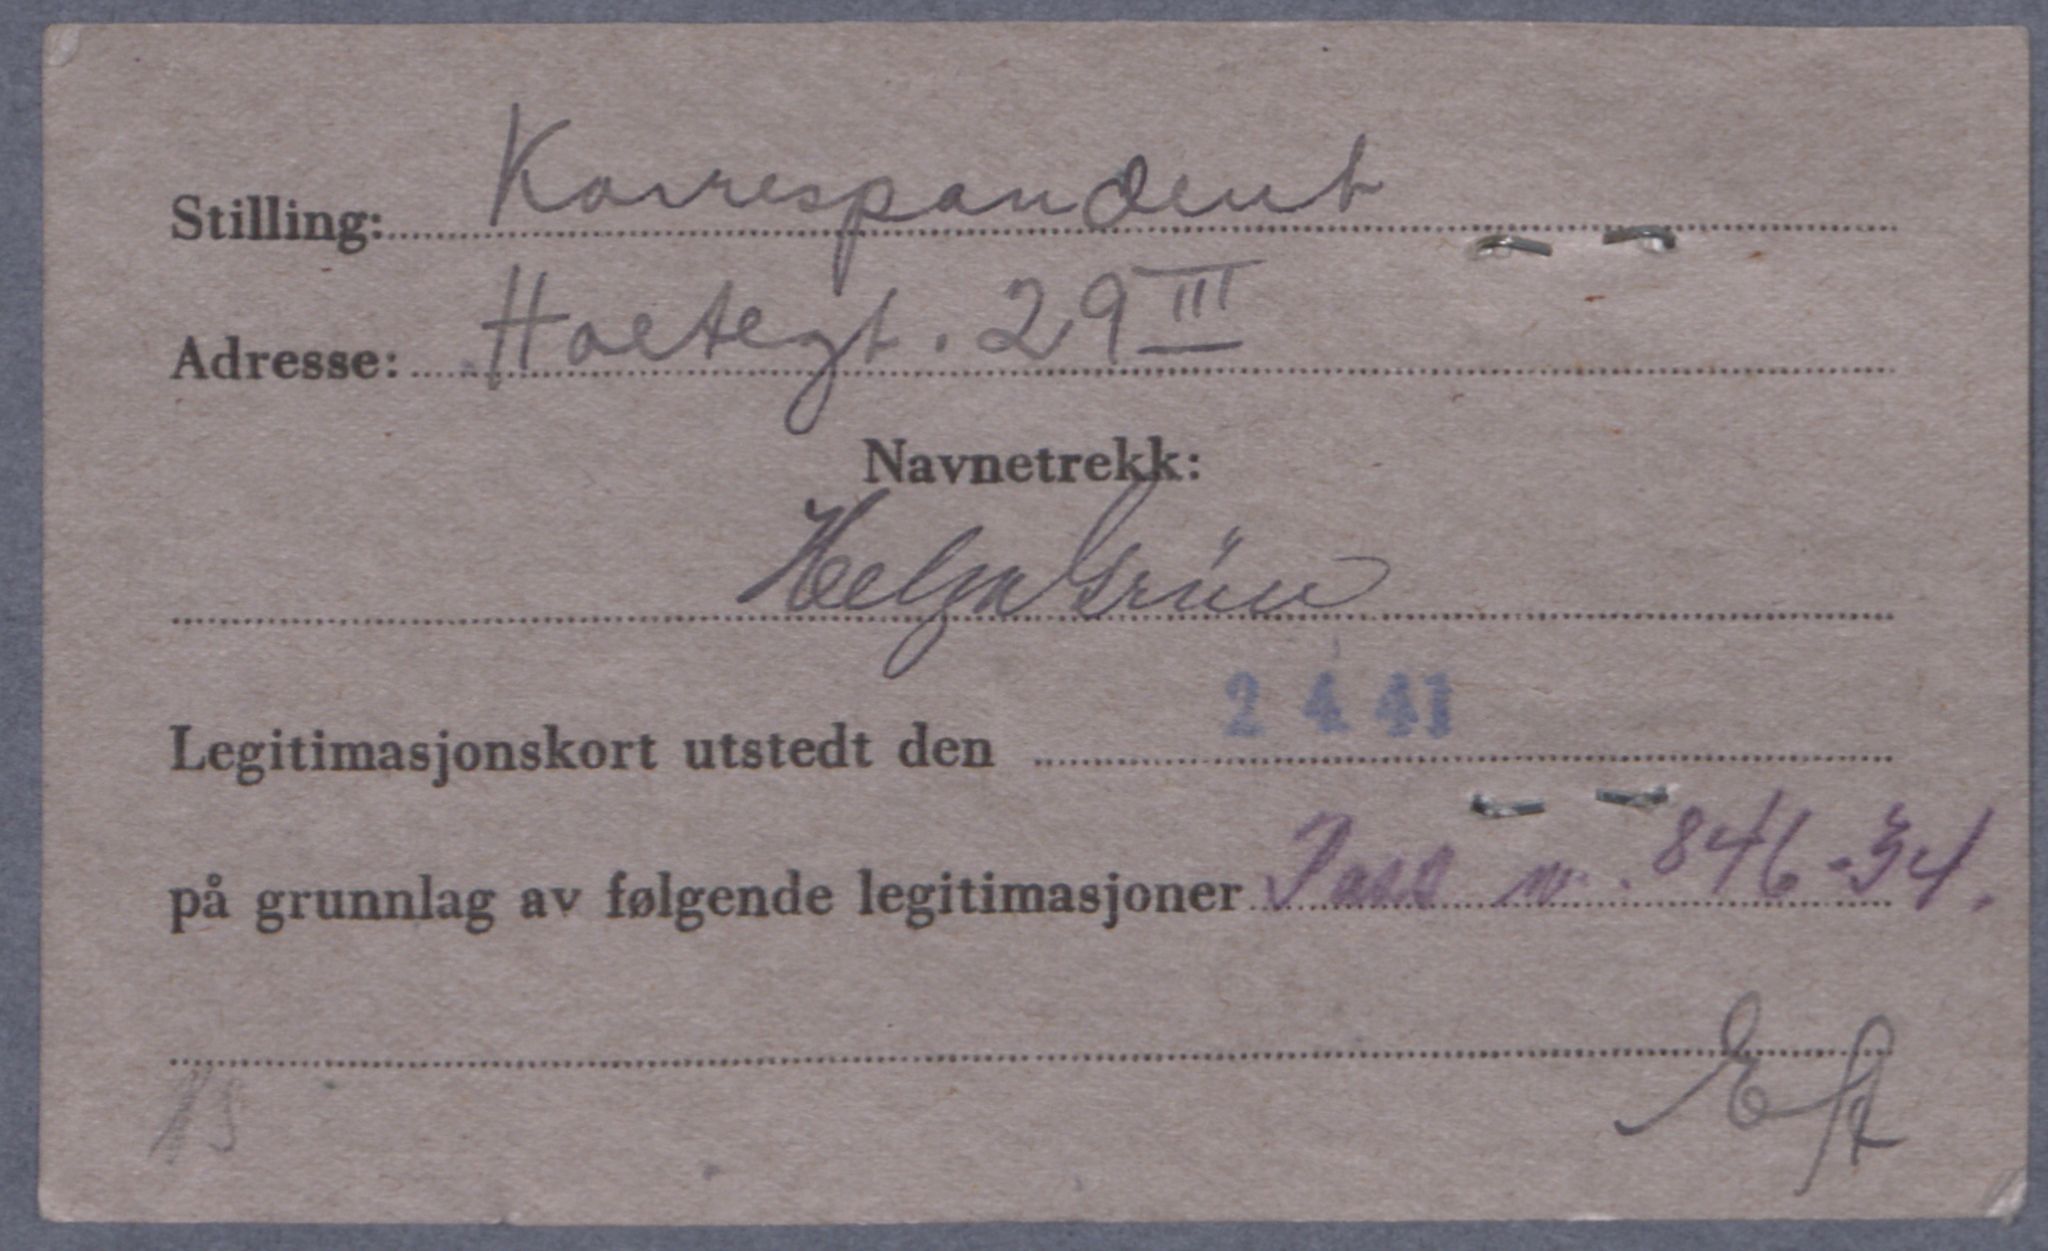 Stilling: Korrespondent
Adresse: Holtegt. 29 III
Navnetrekk:
Helga Grün
Legitimasjonskort utstedt den 2 4 41
på grunnlag av følgende legitimasjoner Pass nr. 846-34.